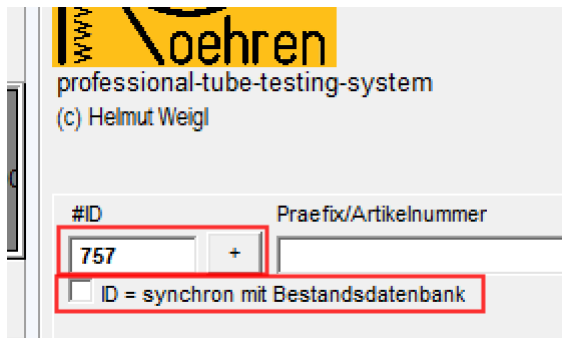 Roehren
professional-tube-testing-system
(c) Helmut Weigl
#ID Praefix/Artikelnummer
757 +
ID = synchron mit Bestandsdatenbank